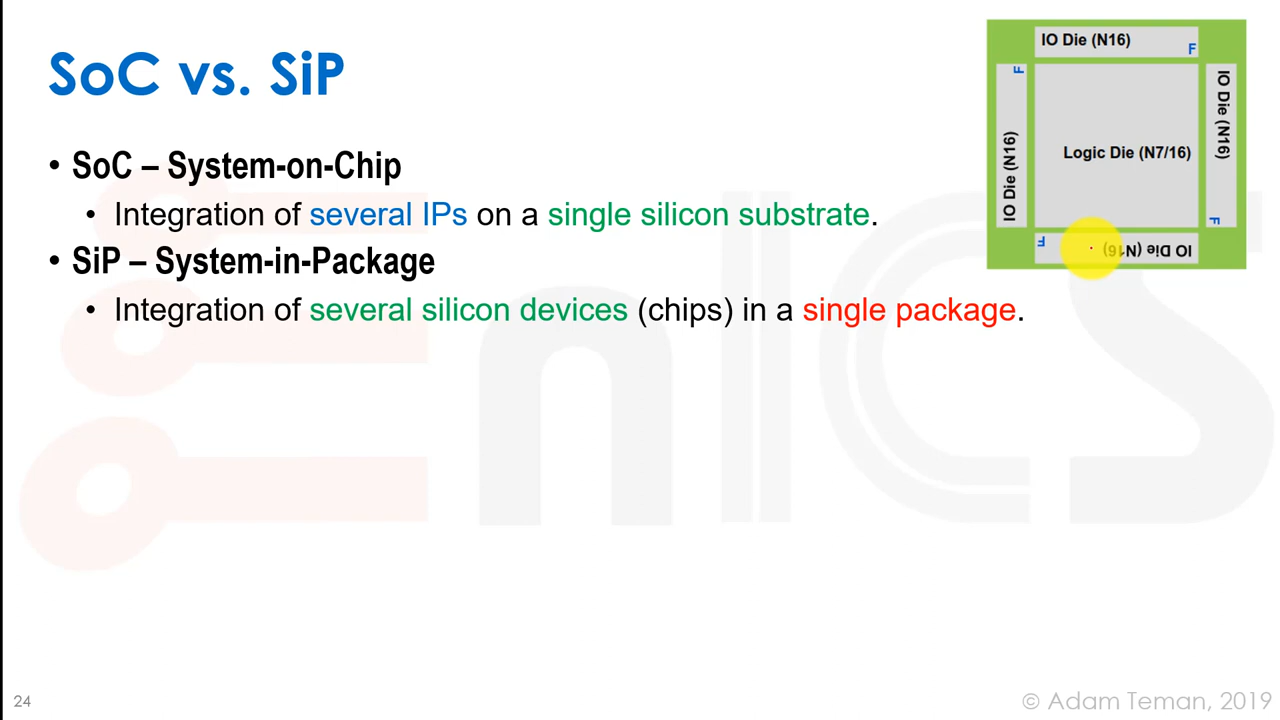 SoC vs. SiP
• SoC – System-on-Chip
• Integration of several IPs on a single silicon substrate.
• SiP – System-in-Package
• Integration of several silicon devices (chips) in a single package.
IO Die (N16)
F
F
IO Die (N16)
Logic Die (N7/16)
IO Die (N16)
F
F
IO Die (N16)
enICS
24
© Adam Teman, 2019